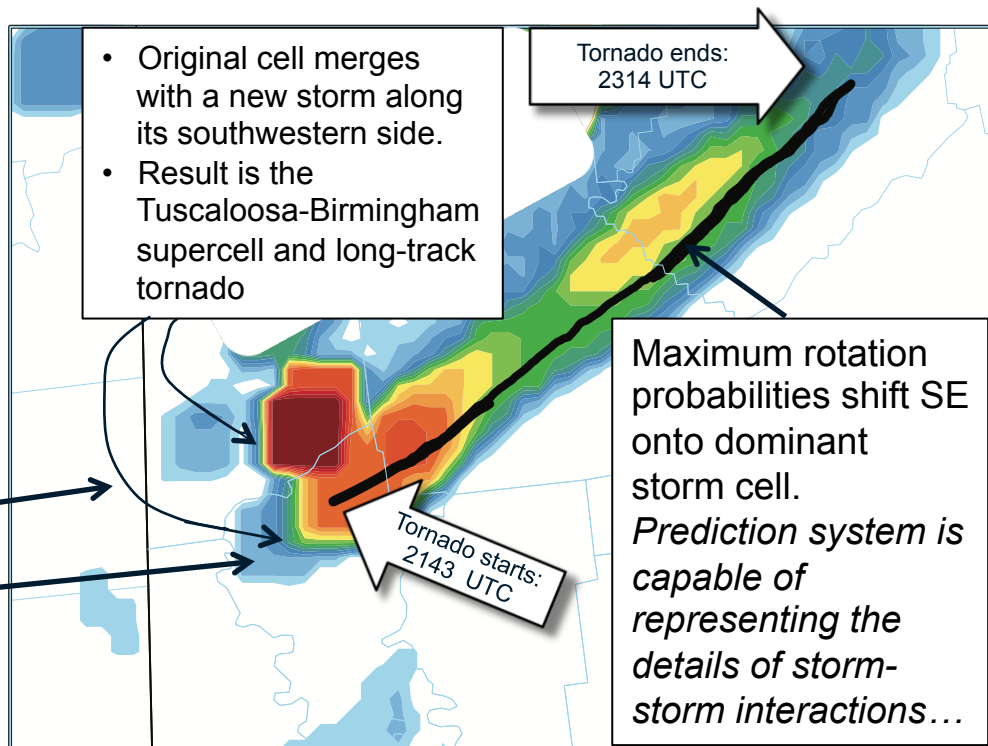 • Original cell merges
with a new storm along
its southwestern side.
• Result is the
Tuscaloosa-Birmingham
supercell and long-track
tornado
Tornado ends:
2314 UTC
Tornado starts:
2143 UTC
Maximum rotation
probabilities shift SE
onto dominant
storm cell.
Prediction system is
capable of
representing the
details of storm-
storm interactions…